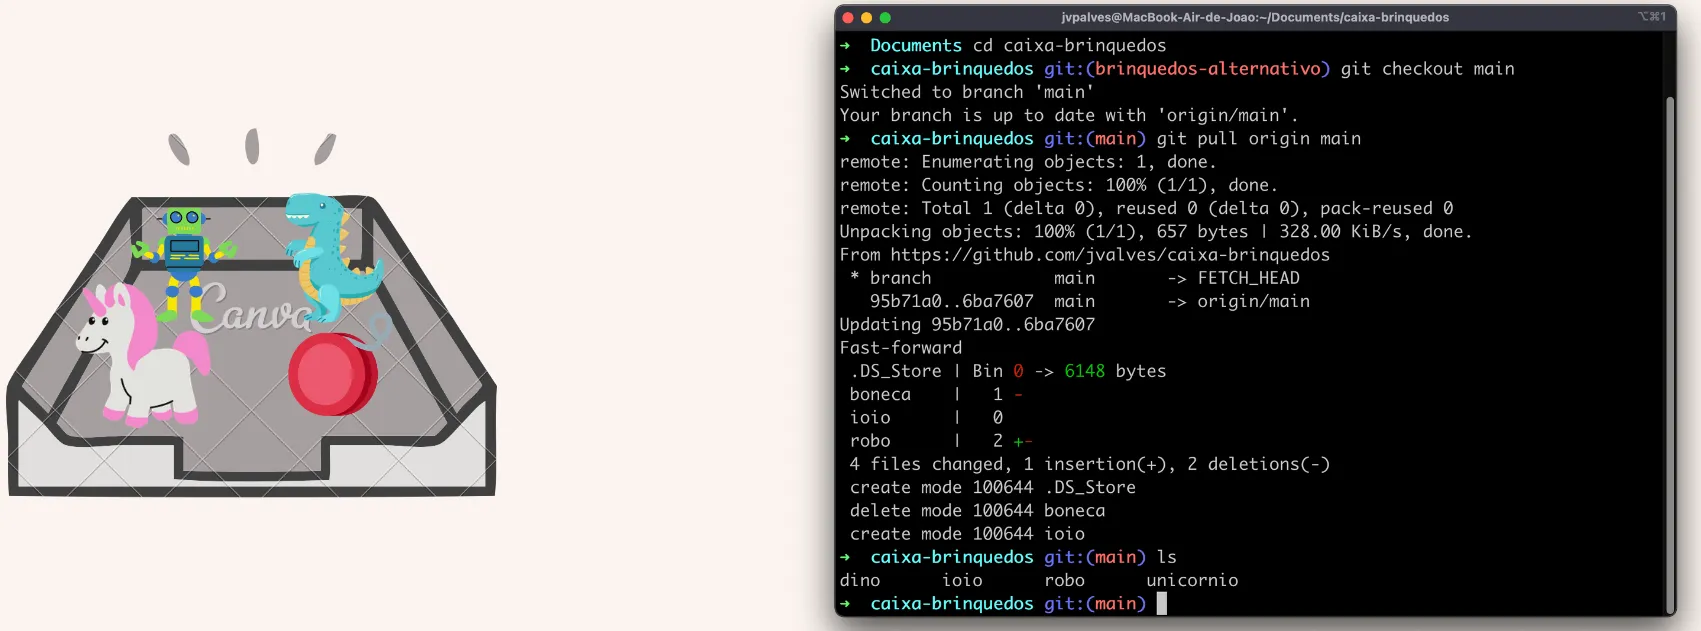 Canva
jvpalves@MacBook-Air-de-Joao:~/Documents/caixa-brinquedos ⌥⌘1
➜  Documents cd caixa-brinquedos
➜  caixa-brinquedos git:(brinquedos-alternativo) git checkout main
Switched to branch 'main'
Your branch is up to date with 'origin/main'.
➜  caixa-brinquedos git:(main) git pull origin main
remote: Enumerating objects: 1, done.
remote: Counting objects: 100% (1/1), done.
remote: Total 1 (delta 0), reused 0 (delta 0), pack-reused 0
Unpacking objects: 100% (1/1), 657 bytes | 328.00 KiB/s, done.
From https://github.com/jvalves/caixa-brinquedos
 * branch            main       -> FETCH_HEAD
   95b71a0..6ba7607  main       -> origin/main
Updating 95b71a0..6ba7607
Fast-forward
 .DS_Store | Bin 0 -> 6148 bytes
 boneca    |   1 -
 ioio      |   0
 robo      |   2 +-
 4 files changed, 1 insertion(+), 2 deletions(-)
 create mode 100644 .DS_Store
 delete mode 100644 boneca
 create mode 100644 ioio
➜  caixa-brinquedos git:(main) ls
dino      ioio      robo      unicornio
➜  caixa-brinquedos git:(main)